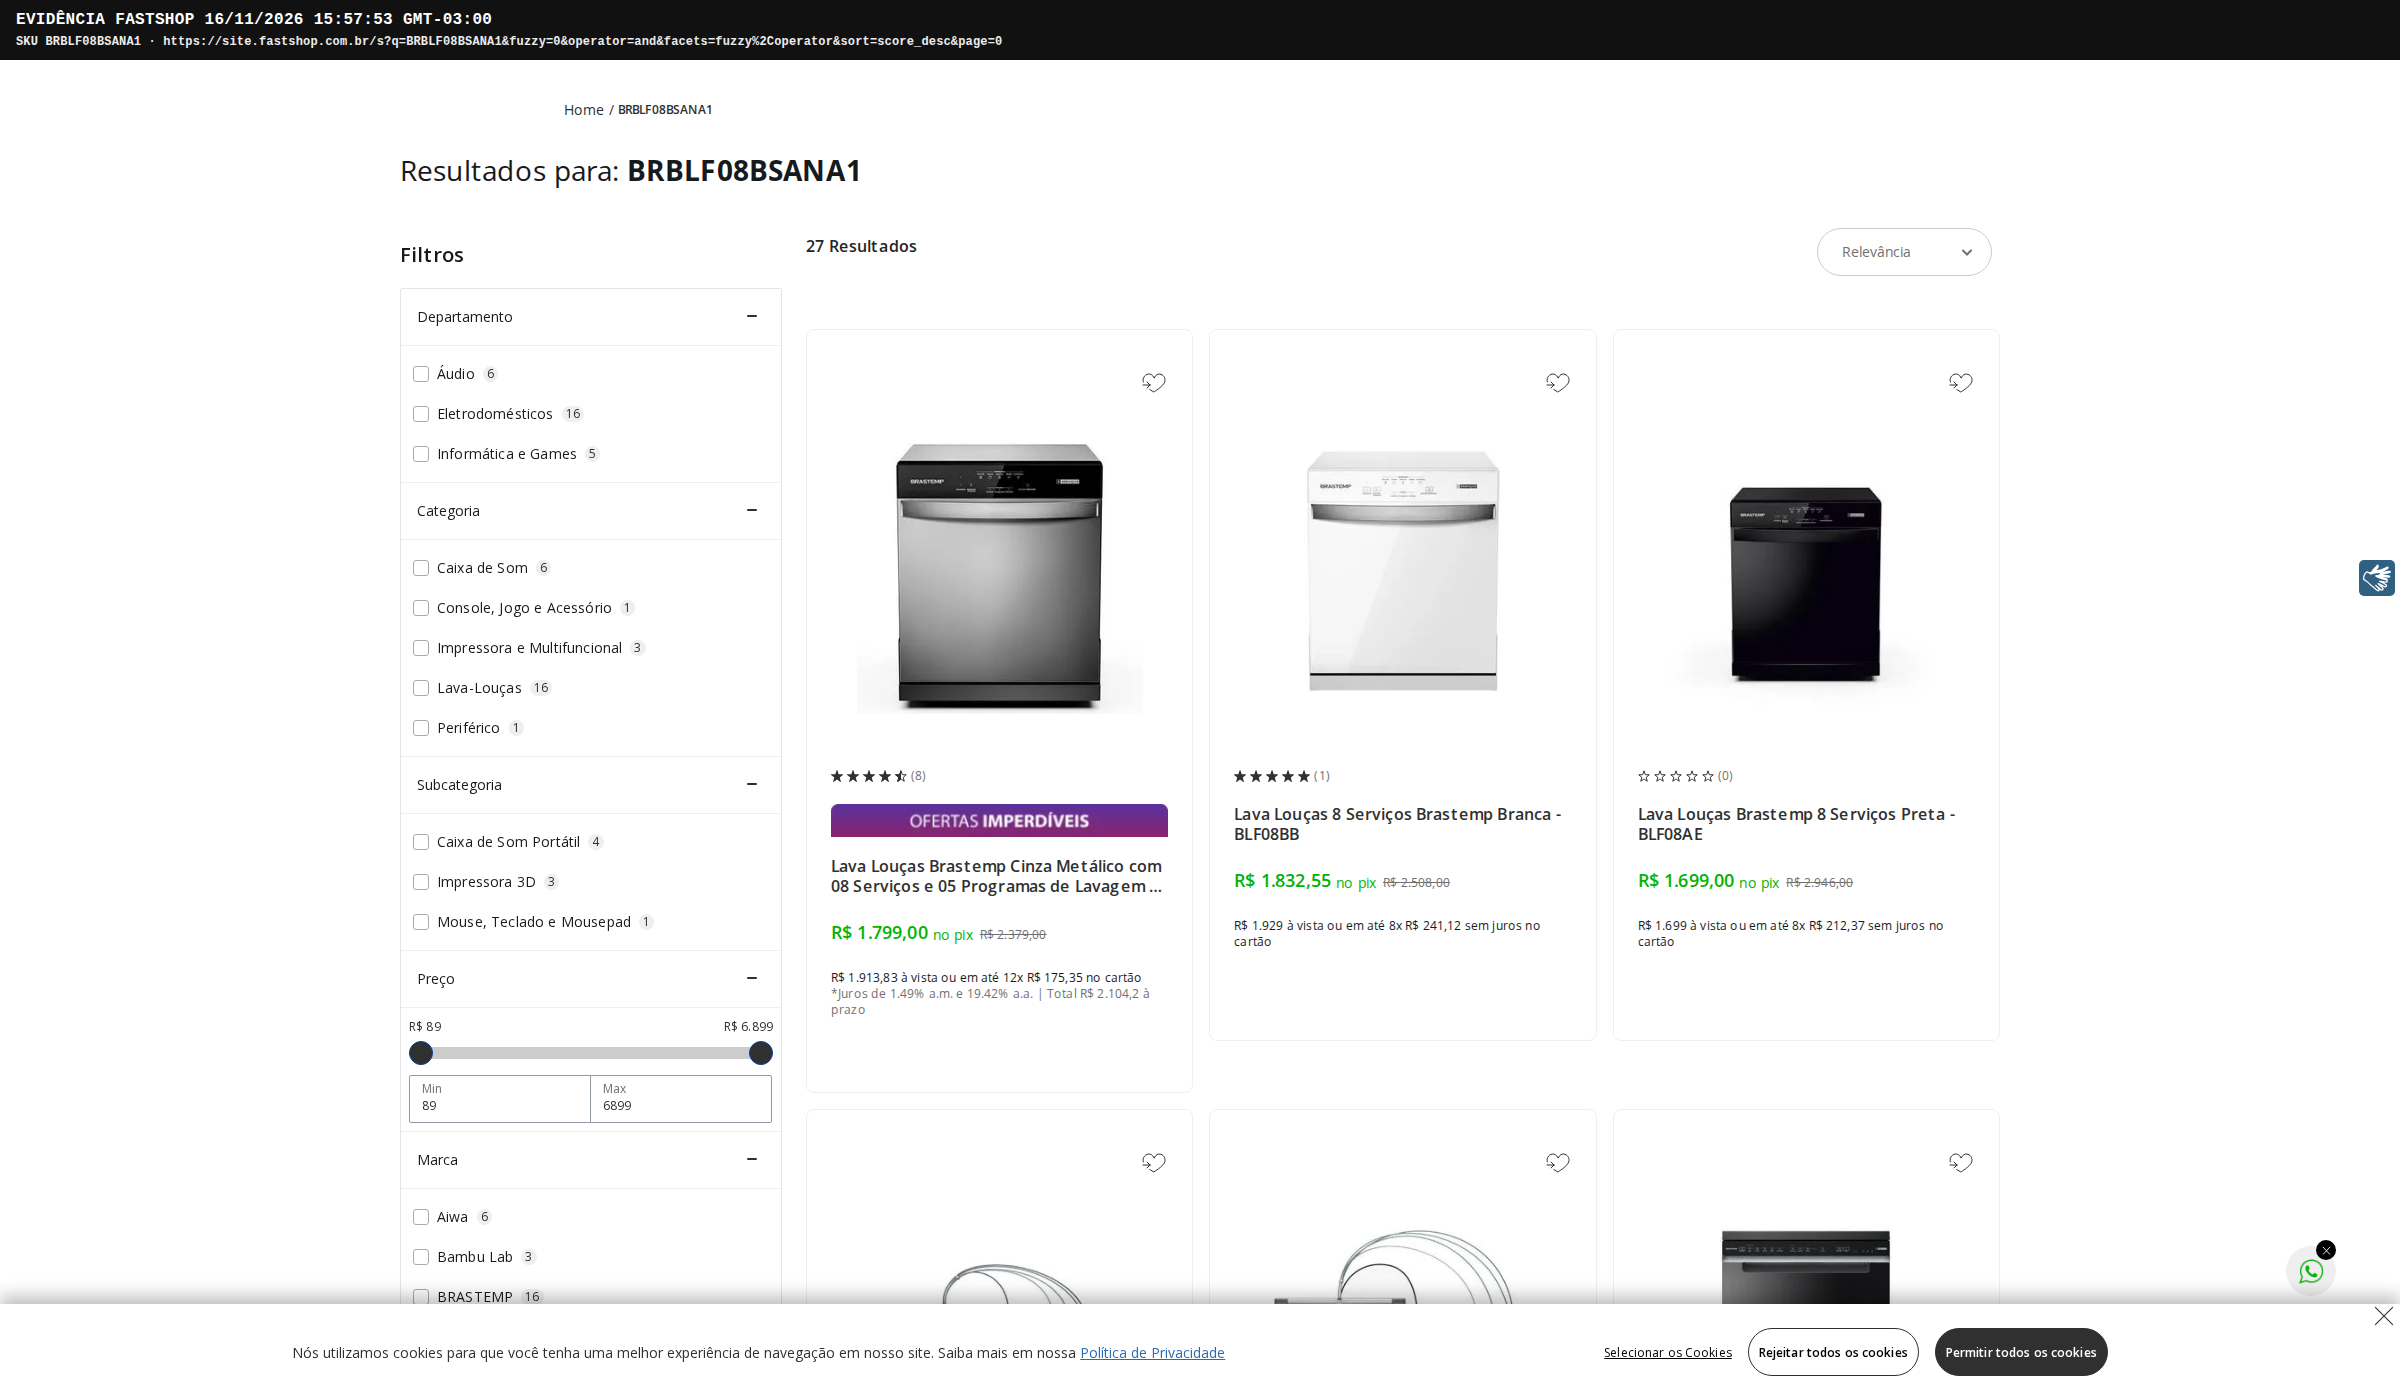 EVIDÊNCIA FASTSHOP 16/11/2026 15:57:53 GMT-03:00
SKU BRBLF08BSANA1 · https://site.fastshop.com.br/s?q=BRBLF08BSANA1&fuzzy=0&operator=and&facets=fuzzy%2Coperator&sort=score_desc&page=0
Home / BRBLF08BSANA1
Resultados para: BRBLF08BSANA1
Filtros
27 Resultados
Relevância
Departamento
Áudio 6
Eletrodomésticos 16
Informática e Games 5
Categoria
Caixa de Som 6
Console, Jogo e Acessório 1
Impressora e Multifuncional 3
Lava-Louças 16
Periférico 1
Subcategoria
Caixa de Som Portátil 4
Impressora 3D 3
Mouse, Teclado e Mousepad 1
Preço
R$ 89
R$ 6.899
Min
89
Max
6899
Marca
Aiwa 6
Bambu Lab 3
BRASTEMP 16
BRASTEMP
(8)
OFERTAS IMPERDÍVEIS
Lava Louças Brastemp Cinza Metálico com
08 Serviços e 05 Programas de Lavagem ...
R$ 1.799,00 no pix R$ 2.379,00
R$ 1.913,83 à vista ou em até 12x R$ 175,35 no cartão
*Juros de 1.49% a.m. e 19.42% a.a. | Total R$ 2.104,2 à
prazo
BRASTEMP
(1)
Lava Louças 8 Serviços Brastemp Branca -
BLF08BB
R$ 1.832,55 no pix R$ 2.508,00
R$ 1.929 à vista ou em até 8x R$ 241,12 sem juros no
cartão
BRASTEMP
(0)
Lava Louças Brastemp 8 Serviços Preta -
BLF08AE
R$ 1.699,00 no pix R$ 2.946,00
R$ 1.699 à vista ou em até 8x R$ 212,37 sem juros no
cartão
Nós utilizamos cookies para que você tenha uma melhor experiência de navegação em nosso site. Saiba mais em nossa Política de Privacidade
Selecionar os Cookies
Rejeitar todos os cookies
Permitir todos os cookies